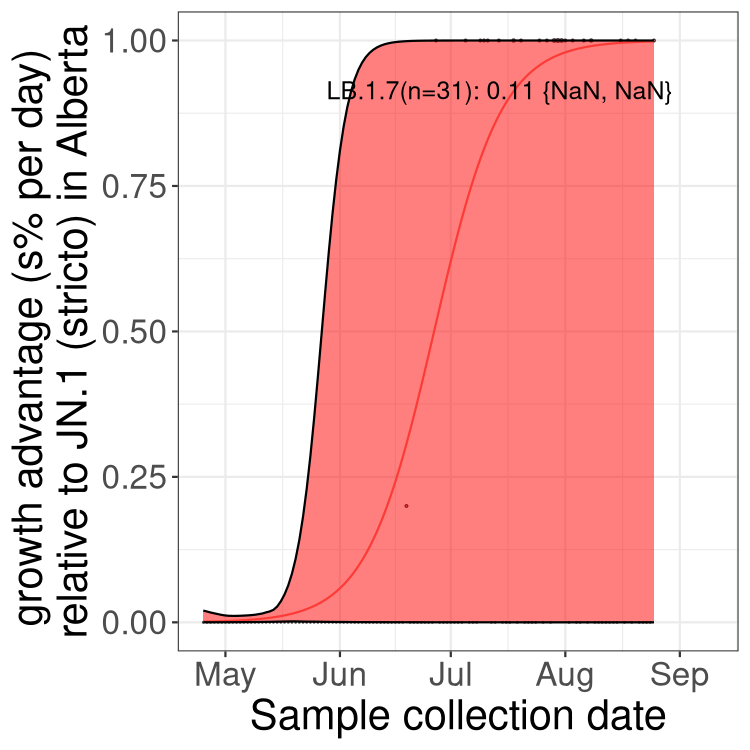 growth advantage (s% per day)
relative to JN.1 (stricto) in Alberta
1.00
0.75
0.50
0.25
0.00
LB.1.7(n=31): 0.11 {NaN, NaN}
May Jun Jul Aug Sep
Sample collection date